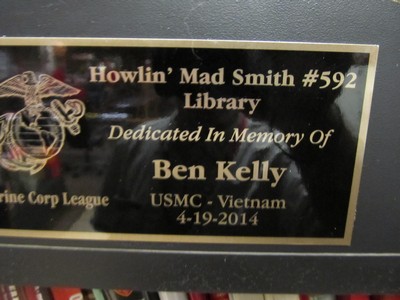 Howlin' Mad Smith #592
Library
Dedicated In Memory Of
Ben Kelly
USMC - Vietnam
4-19-2014
rine Corp League